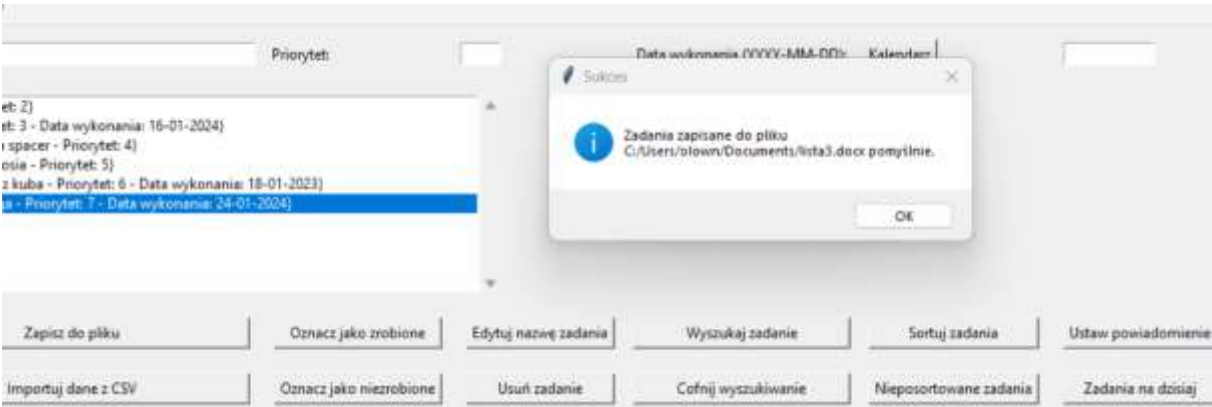 Priorytet:
Data wykonania (YYYY-MM-DD):
Kalendarz
Sukces
et: 2)
et: 3 - Data wykonania: 16-01-2024)
spacer - Priorytet: 4)
osia - Priorytet: 5)
z kuba - Priorytet: 6 - Data wykonania: 18-01-2023)
- Priorytet: 7 - Data wykonania: 24-01-2024)
Zadania zapisane do pliku
C:/Users/olown/Documents/lista3.docx pomyślnie.
OK
Zapisz do pliku
Oznacz jako zrobione
Edytuj nazwę zadania
Wyszukaj zadanie
Sortuj zadania
Ustaw powiadomienie
Importuj dane z CSV
Oznacz jako niezrobione
Usuń zadanie
Cofnij wyszukiwanie
Nieposortowane zadania
Zadania na dzisiaj